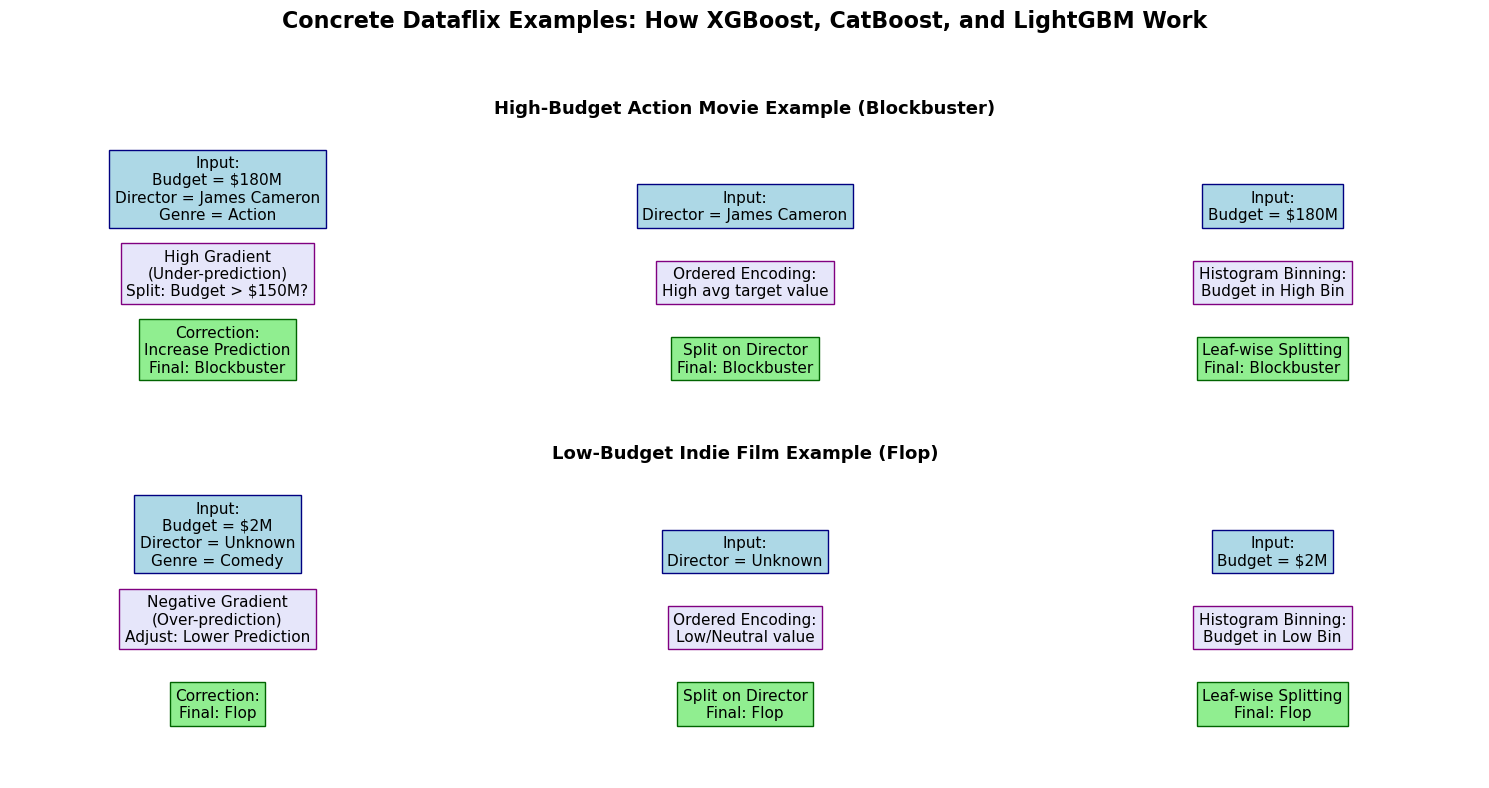 Concrete Dataflix Examples: How XGBoost, CatBoost, and LightGBM Work
High-Budget Action Movie Example (Blockbuster)
Input:
Budget = $180M
Director = James Cameron
Genre = Action
High Gradient
(Under-prediction)
Split: Budget > $150M?
Correction:
Increase Prediction
Final: Blockbuster
Input:
Director = James Cameron
Ordered Encoding:
High avg target value
Split on Director
Final: Blockbuster
Input:
Budget = $180M
Histogram Binning:
Budget in High Bin
Leaf-wise Splitting
Final: Blockbuster
Low-Budget Indie Film Example (Flop)
Input:
Budget = $2M
Director = Unknown
Genre = Comedy
Negative Gradient
(Over-prediction)
Adjust: Lower Prediction
Correction:
Final: Flop
Input:
Director = Unknown
Ordered Encoding:
Low/Neutral value
Split on Director
Final: Flop
Input:
Budget = $2M
Histogram Binning:
Budget in Low Bin
Leaf-wise Splitting
Final: Flop